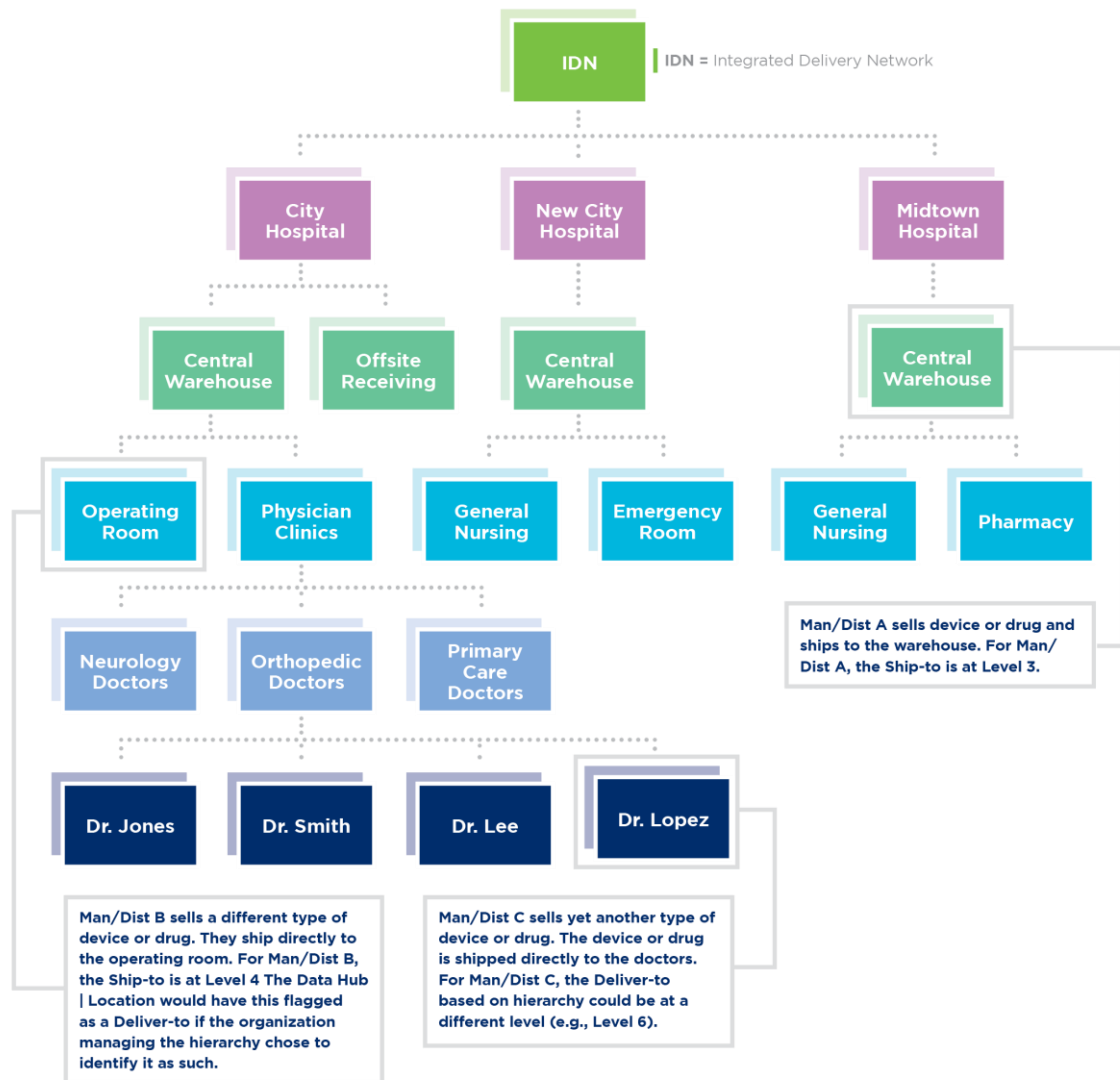 IDN
IDN = Integrated Delivery Network
City
Hospital
New City
Hospital
Midtown
Hospital
Central
Warehouse
Offsite
Receiving
Central
Warehouse
Central
Warehouse
Operating
Room
Physician
Clinics
General
Nursing
Emergency
Room
General
Nursing
Pharmacy
Man/Dist A sells device or drug and
ships to the warehouse. For Man/
Dist A, the Ship-to is at Level 3.
Neurology
Doctors
Orthopedic
Doctors
Primary
Care
Doctors
Dr. Jones
Dr. Smith
Dr. Lee
Dr. Lopez
Man/Dist B sells a different type of
device or drug. They ship directly to
the operating room. For Man/Dist B,
the Ship-to is at Level 4 The Data Hub
| Location would have this flagged
as a Deliver-to if the organization
managing the hierarchy chose to
identify it as such.
Man/Dist C sells yet another type of
device or drug. The device or drug
is shipped directly to the doctors.
For Man/Dist C, the Deliver-to
based on hierarchy could be at a
different level (e.g., Level 6).